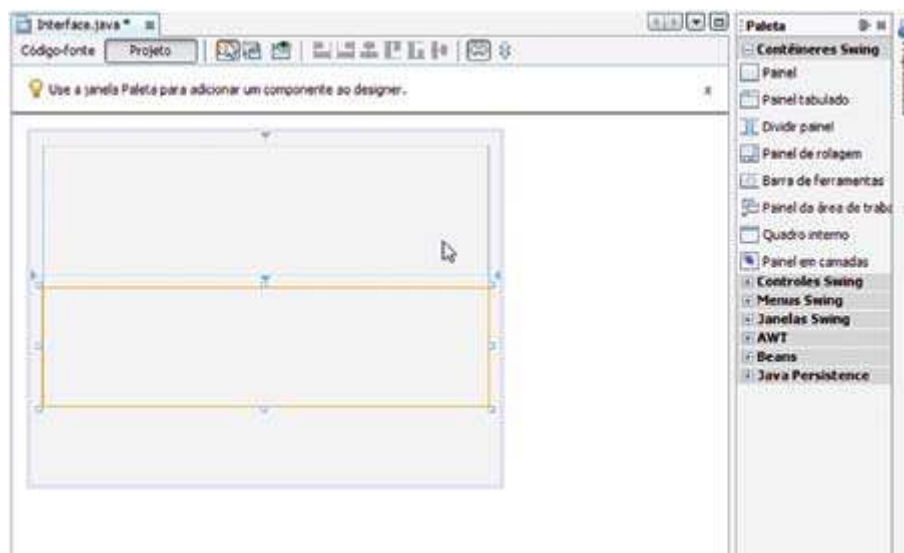 Interface.java *
Código-fonte Projeto
Use a janela Paleta para adicionar um componente ao designer.
x
Paleta
Contêineres Swing
Panel
Painel tabulado
Dividir painel
Painel de rolagem
Barra de ferramentas
Painel da área de traba
Quadro interno
Painel em camadas
Controles Swing
Menus Swing
Janelas Swing
AWT
Beans
Java Persistence